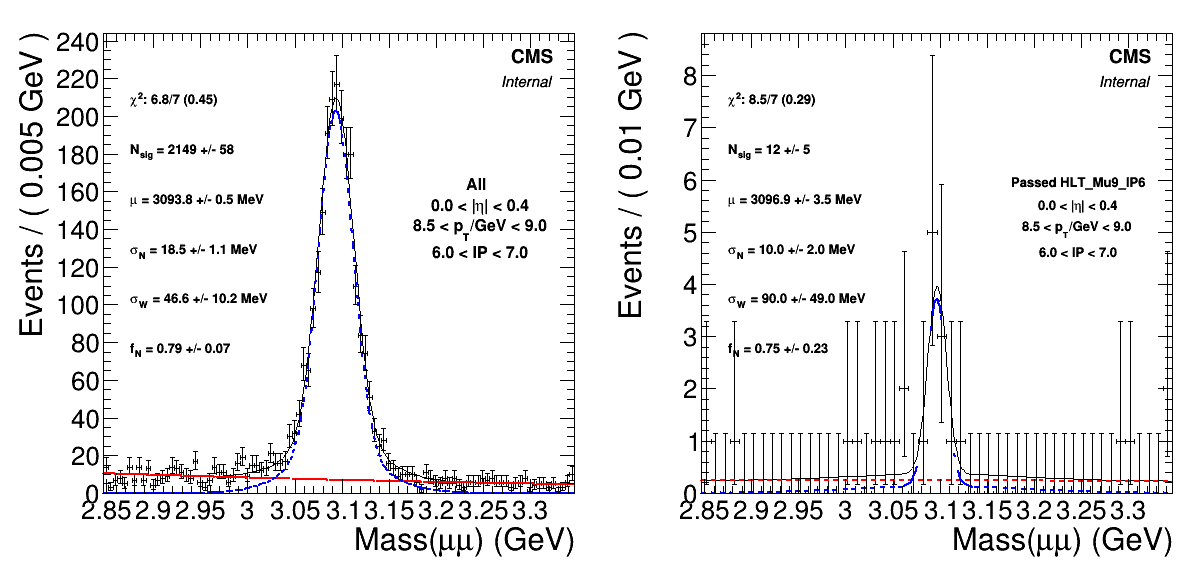 Events / ( 0.005 GeV )
240
220
200
180
160
140
120
100
80
60
40
20
0
CMS
Internal
χ²: 6.8/7 (0.45)
N_sig = 2149 +/- 58
μ = 3093.8 +/- 0.5 MeV
σ_N = 18.5 +/- 1.1 MeV
σ_W = 46.6 +/- 10.2 MeV
f_N = 0.79 +/- 0.07
All
0.0 < |η| < 0.4
8.5 < p_T/GeV < 9.0
6.0 < IP < 7.0
2.85 2.9 2.95 3 3.05 3.1 3.15 3.2 3.25 3.3
Mass(μμ) (GeV)
Events / ( 0.01 GeV )
8
7
6
5
4
3
2
1
0
CMS
Internal
χ²: 8.5/7 (0.29)
N_sig = 12 +/- 5
μ = 3096.9 +/- 3.5 MeV
σ_N = 10.0 +/- 2.0 MeV
σ_W = 90.0 +/- 49.0 MeV
f_N = 0.75 +/- 0.23
Passed HLT_Mu9_IP6
0.0 < |η| < 0.4
8.5 < p_T/GeV < 9.0
6.0 < IP < 7.0
2.85 2.9 2.95 3 3.05 3.1 3.15 3.2 3.25 3.3
Mass(μμ) (GeV)